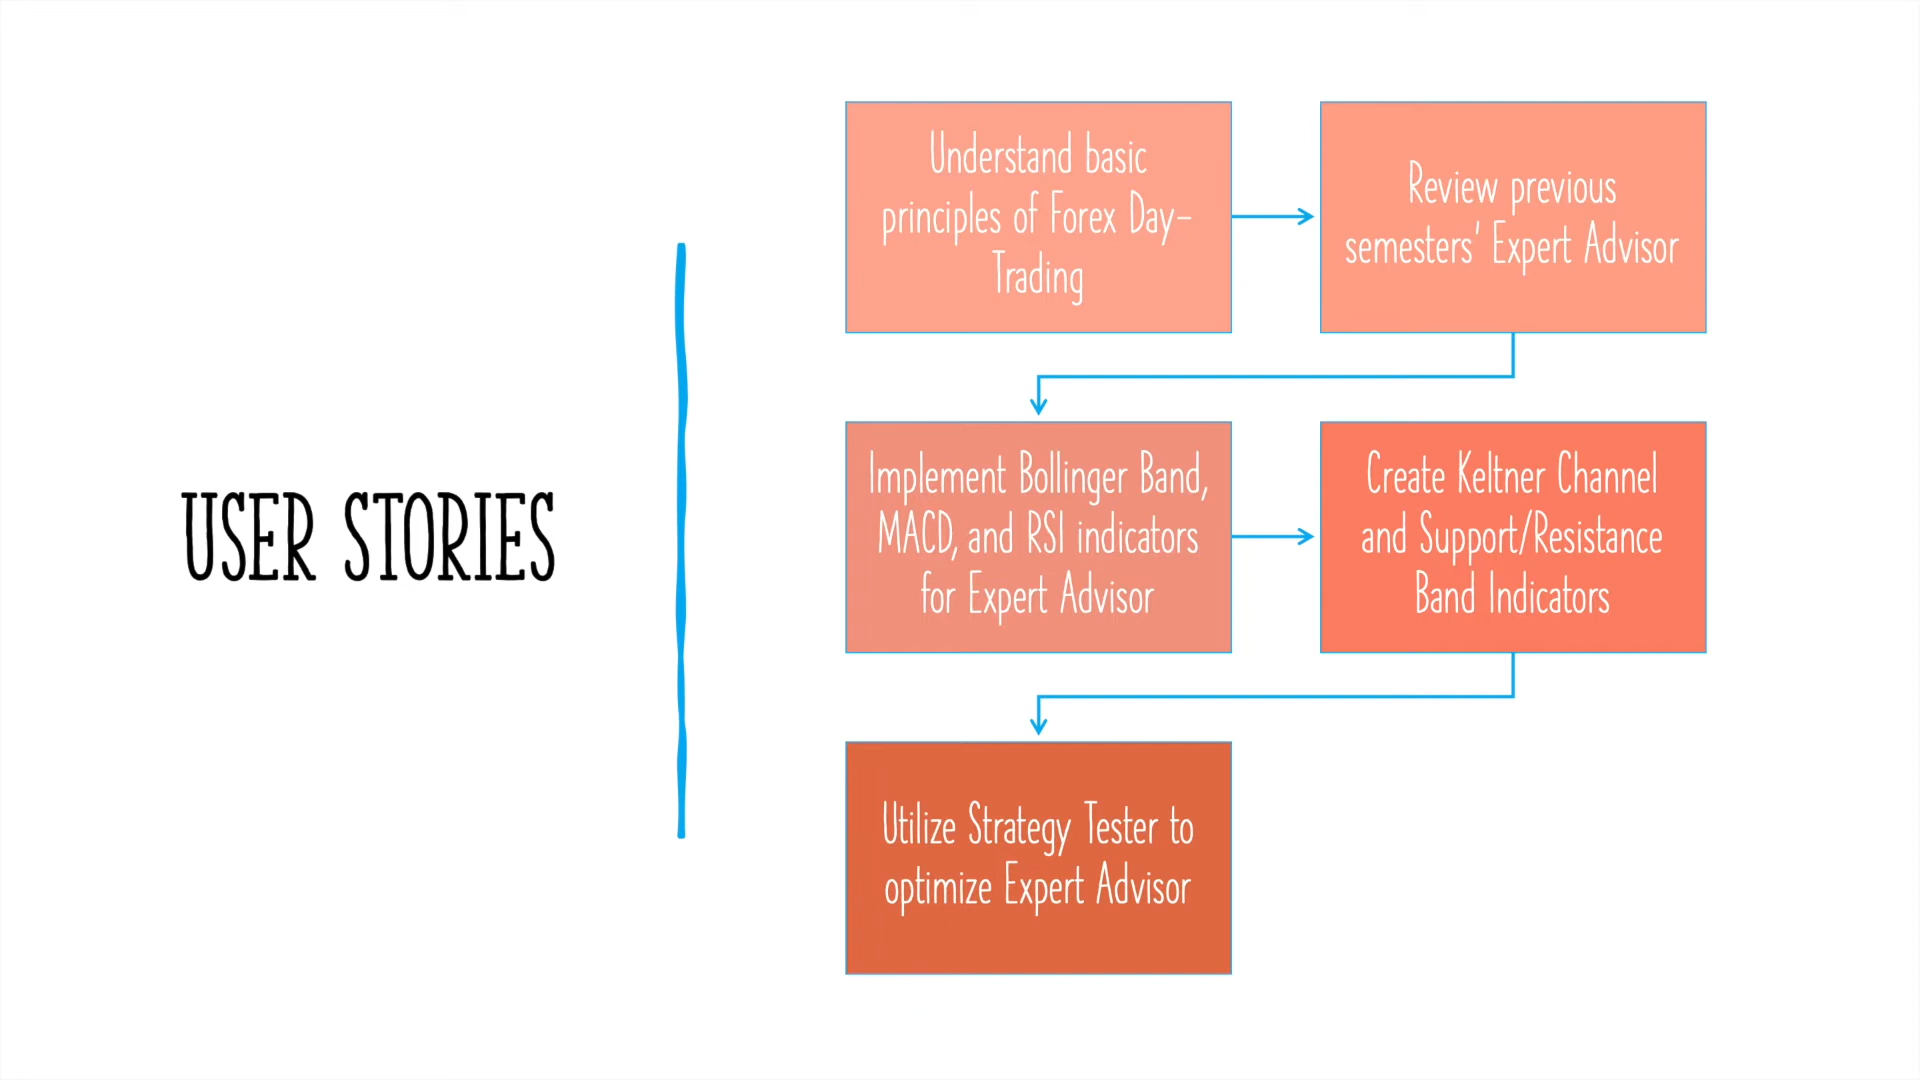 USER STORIES
Understand basic
principles of Forex Day-
Trading
Review previous
semesters' Expert Advisor
Implement Bollinger Band,
MACD, and RSI indicators
for Expert Advisor
Create Keltner Channel
and Support/Resistance
Band Indicators
Utilize Strategy Tester to
optimize Expert Advisor